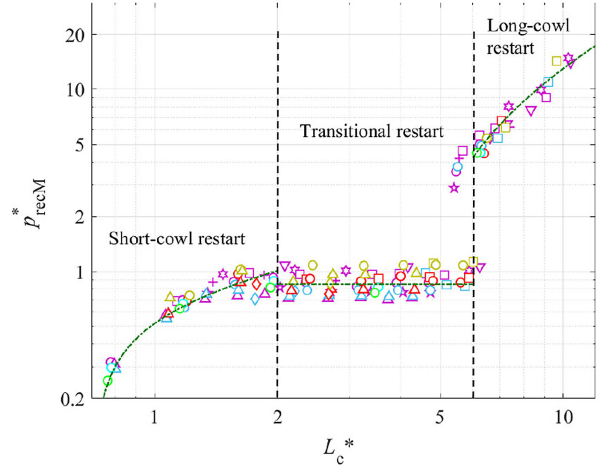 20
10
5
2
1
0.2
p*recM
Short-cowl restart
Transitional restart
Long-cowl
restart
1
2
5
10
Lc*